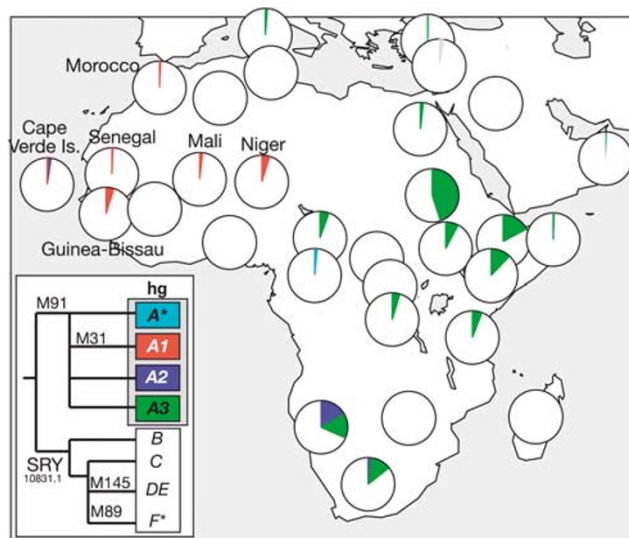 Morocco
Cape
Verde Is.
Senegal
Mali
Niger
Guinea-Bissau
hg
M91
A*
M31
A1
A2
A3
B
SRY
10831.1
C
M145
DE
M89
F*